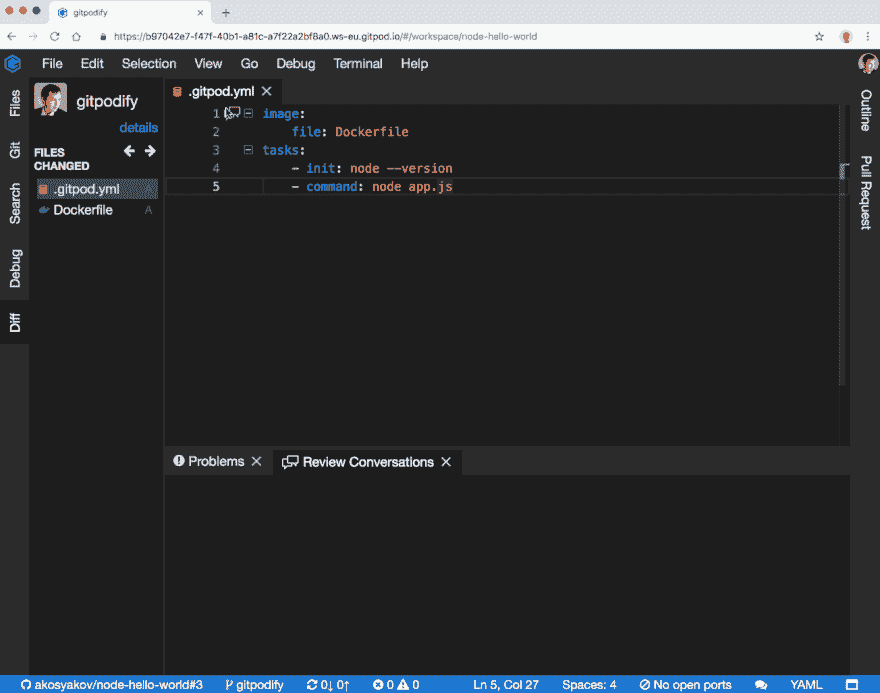 gitpodify
https://b97042e7-f47f-40b1-a81c-a7f22a2bf8a0.ws-eu.gitpod.io/#/workspace/node-hello-world
File Edit Selection View Go Debug Terminal Help
Files
Git
Search
Debug
Diff
gitpodify
details
FILES
CHANGED
.gitpod.yml A
Dockerfile A
.gitpod.yml
1 image:
2 file: Dockerfile
3 tasks:
4 - init: node --version
5 - command: node app.js
Outline
Pull Request
Problems
Review Conversations
akosyakov/node-hello-world#3 gitpodify 0↓ 0↑ 0 0 Ln 5, Col 27 Spaces: 4 No open ports YAML